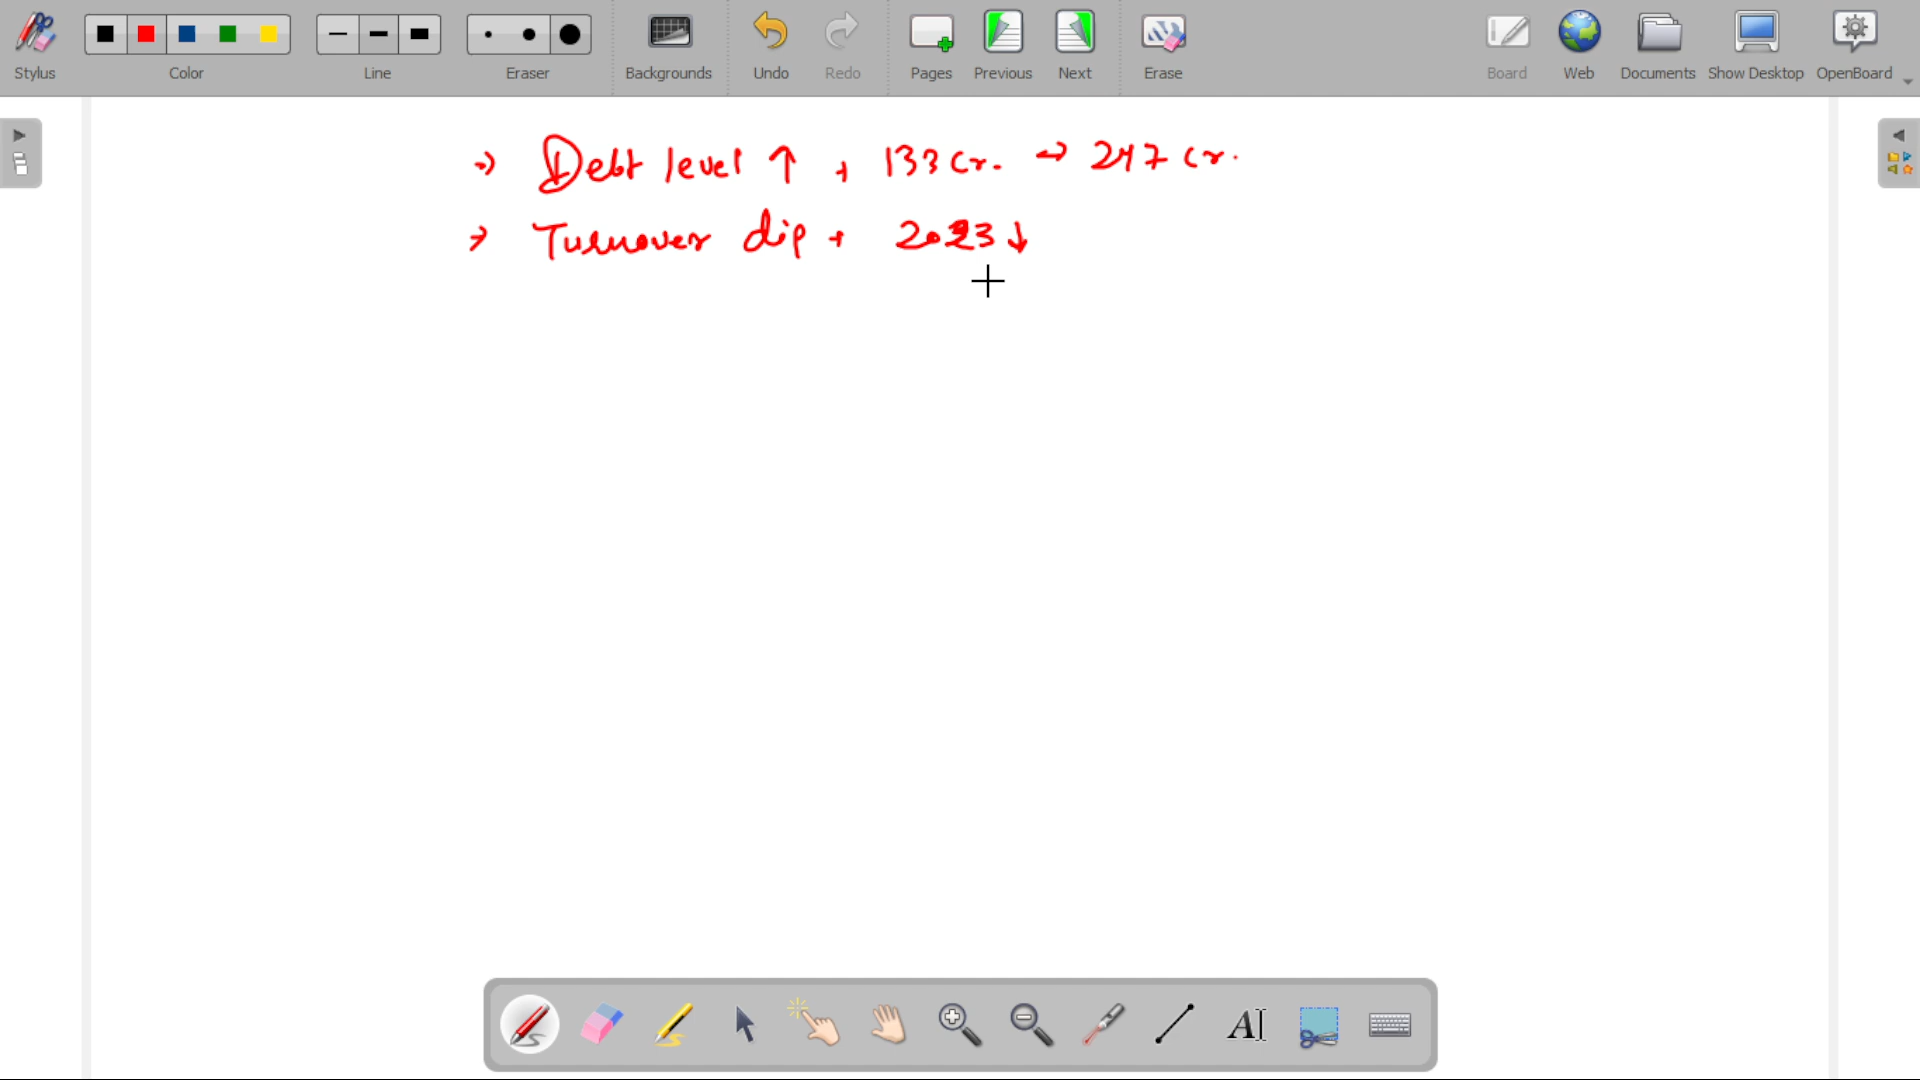 Stylus Color Line Eraser Backgrounds Undo Redo Pages Previous Next Erase Board Web Documents Show Desktop OpenBoard
→ Debt level ↑ + 133 Cr. → 247 Cr.
→ Turnover dip + 2023 ↓
AI